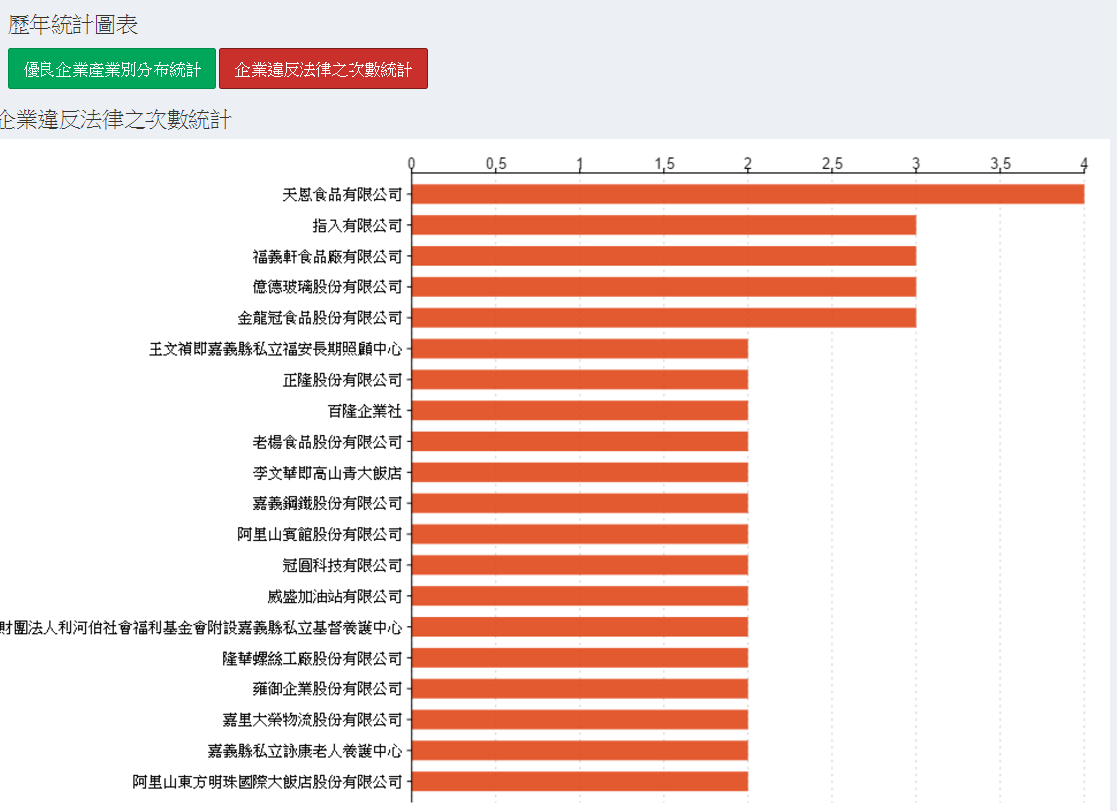 歷年統計圖表
優良企業產業別分布統計 企業違反法律之次數統計
企業違反法律之次數統計
0 0,5 1 1,5 2 2,5 3 3,5 4
天恩食品有限公司
指入有限公司
福義軒食品廠有限公司
億德玻璃股份有限公司
金龍冠食品股份有限公司
王文禎即嘉義縣私立福安長期照顧中心
正隆股份有限公司
百隆企業社
老楊食品股份有限公司
李文華即高山青大飯店
嘉義鋼鐵股份有限公司
阿里山賓館股份有限公司
冠圓科技有限公司
威盛加油站有限公司
財團法人利河伯社會福利基金會附設嘉義縣私立基督養護中心
隆華螺絲工廠股份有限公司
雍御企業股份有限公司
嘉里大榮物流股份有限公司
嘉義縣私立詠康老人養護中心
阿里山東方明珠國際大飯店股份有限公司